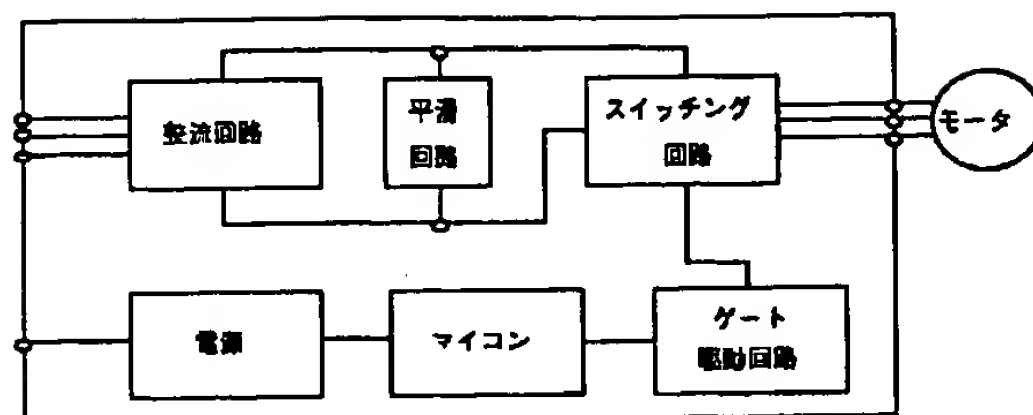 整流回路
平滑
回路
スイッチング
回路
モータ
電源
マイコン
ゲート
駆動回路